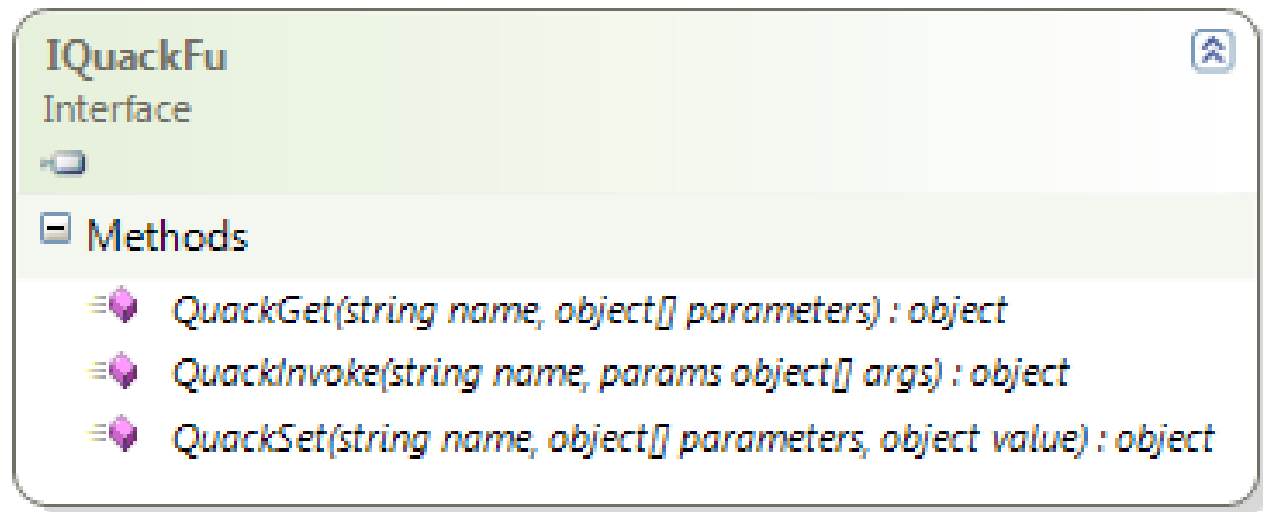 IQuackFu
Interface
Methods
QuackGet(string name, object[] parameters) : object
QuackInvoke(string name, params object[] args) : object
QuackSet(string name, object[] parameters, object value) : object